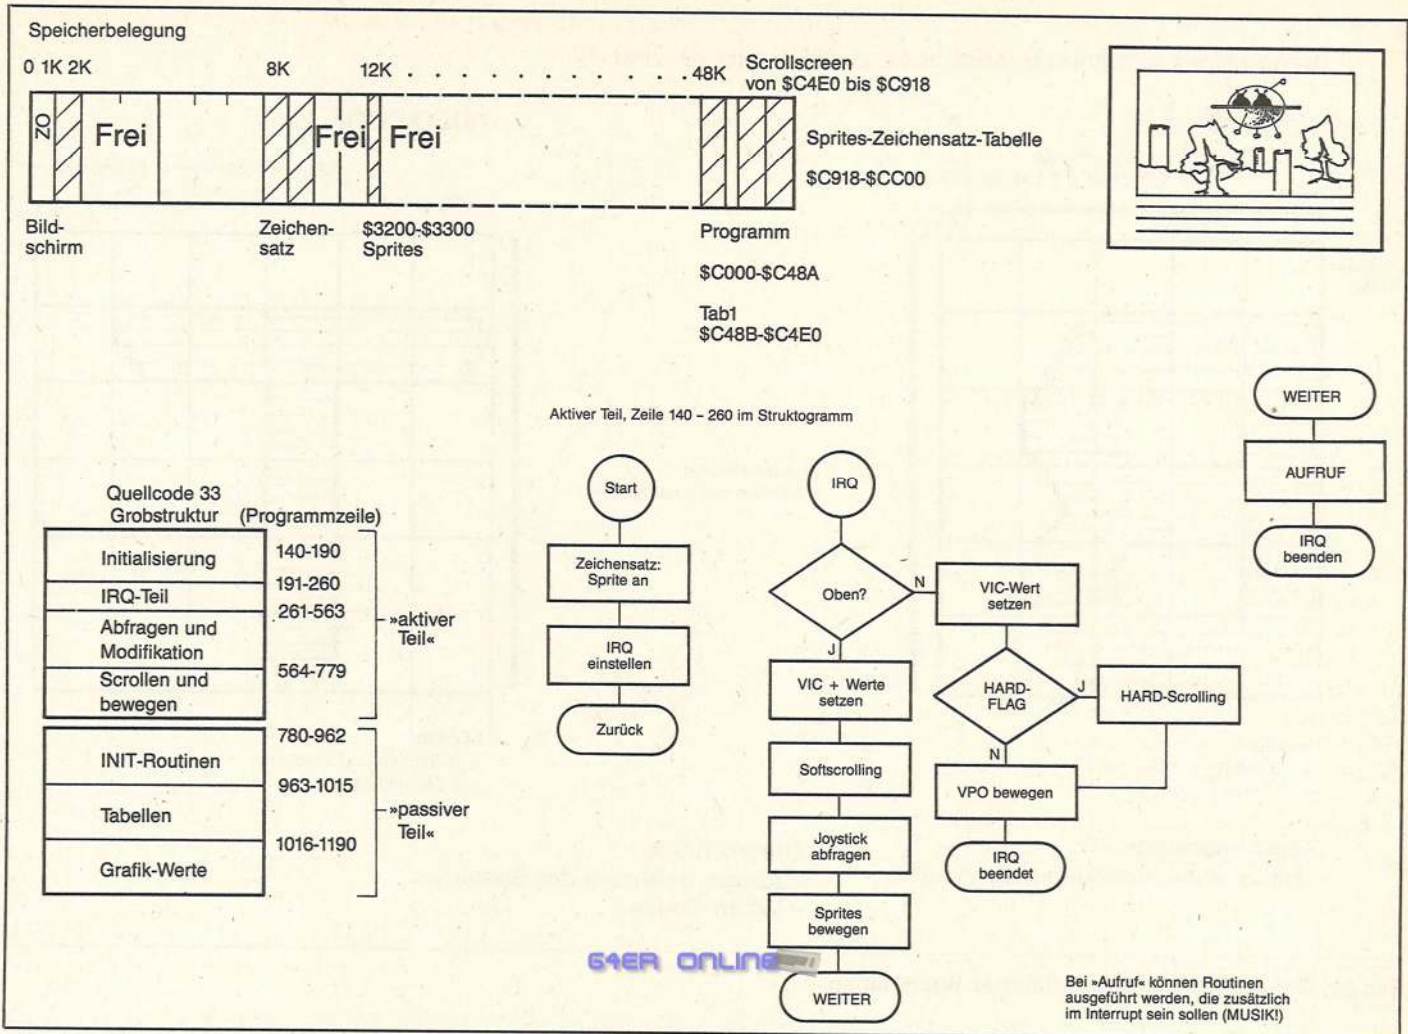 Speicherbelegung
0 1K 2K
8K
12K . . . . . . . . . . . . . . . . 48K
Scrollscreen
von $C4E0 bis $C918
ZO
Frei
Frei
Frei
Sprites-Zeichensatz-Tabelle
$C918-$CC00
Bild-
schirm
Zeichen-
satz
$3200-$3300
Sprites
Programm
$C000-$C48A
Tab1
$C48B-$C4E0
Aktiver Teil, Zeile 140 – 260 im Struktogramm
Quellcode 33
Grobstruktur (Programmzeile)
Initialisierung
140-190
IRQ-Teil
191-260
Abfragen und
Modifikation
261-563
Scrollen und
bewegen
564-779
»aktiver
Teil«
INIT-Routinen
780-962
Tabellen
963-1015
Grafik-Werte
1016-1190
»passiver
Teil«
Start
Zeichensatz:
Sprite an
IRQ
einstellen
Zurück
IRQ
Oben?
N
J
VIC + Werte
setzen
Softscrolling
Joystick
abfragen
Sprites
bewegen
WEITER
VIC-Wert
setzen
HARD-
FLAG
J
N
HARD-Scrolling
VPO bewegen
IRQ
beendet
WEITER
AUFRUF
IRQ
beenden
64ER ONLINE
Bei »Aufruf« können Routinen
ausgeführt werden, die zusätzlich
im Interrupt sein sollen (MUSIK!)